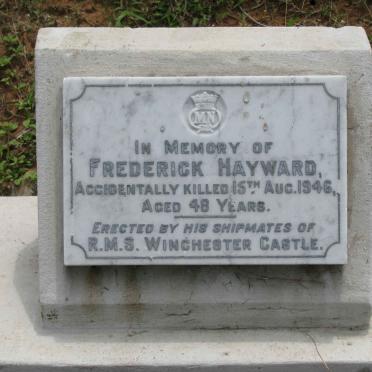 MN
IN MEMORY OF
FREDERICK HAYWARD,
ACCIDENTALLY KILLED 15TH AUG. 1946,
AGED 48 YEARS.
ERECTED BY HIS SHIPMATES OF
R.M.S. WINCHESTER CASTLE.